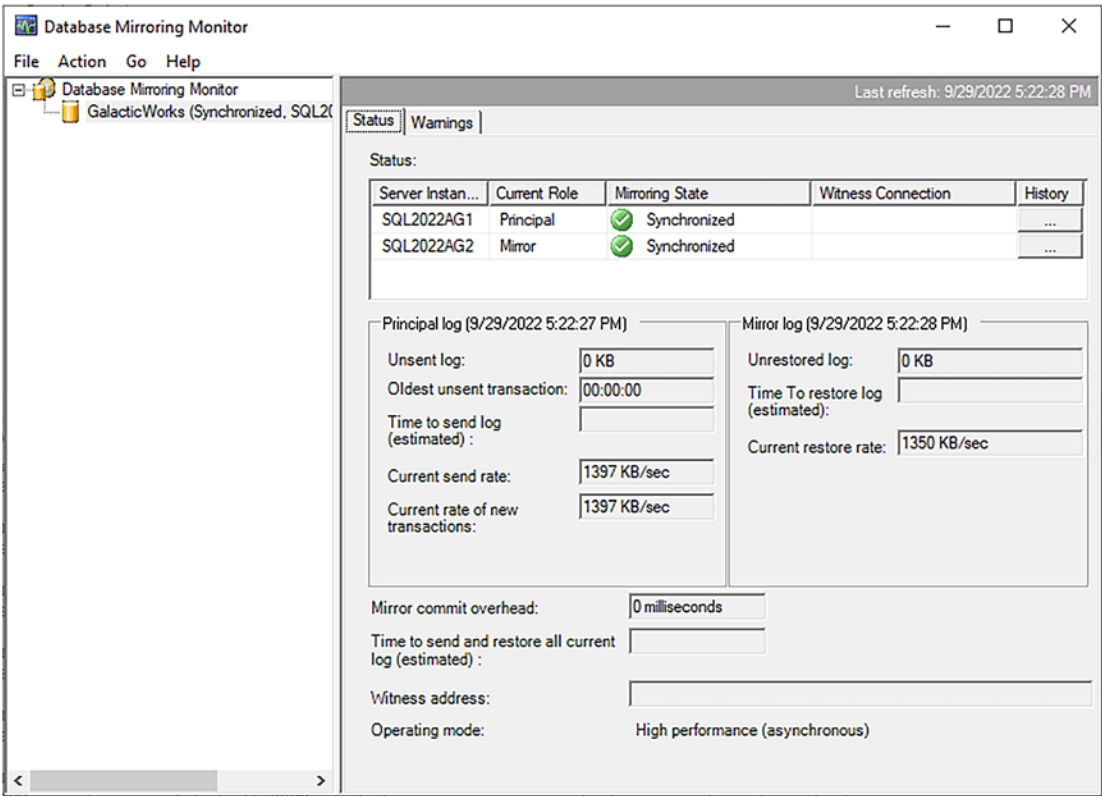 Database Mirroring Monitor
File Action Go Help
Database Mirroring Monitor
GalacticWorks (Synchronized, SQL20
Last refresh: 9/29/2022 5:22:28 PM
Status Warnings
Status:
Server Instan... Current Role Mirroring State Witness Connection History
SQL2022AG1 Principal Synchronized ...
SQL2022AG2 Mirror Synchronized ...
Principal log (9/29/2022 5:22:27 PM)
Unsent log: 0 KB
Oldest unsent transaction: 00:00:00
Time to send log
(estimated) :
Current send rate: 1397 KB/sec
Current rate of new
transactions: 1397 KB/sec
Mirror log (9/29/2022 5:22:28 PM)
Unrestored log: 0 KB
Time To restore log
(estimated):
Current restore rate: 1350 KB/sec
Mirror commit overhead: 0 milliseconds
Time to send and restore all current
log (estimated) :
Witness address:
Operating mode: High performance (asynchronous)